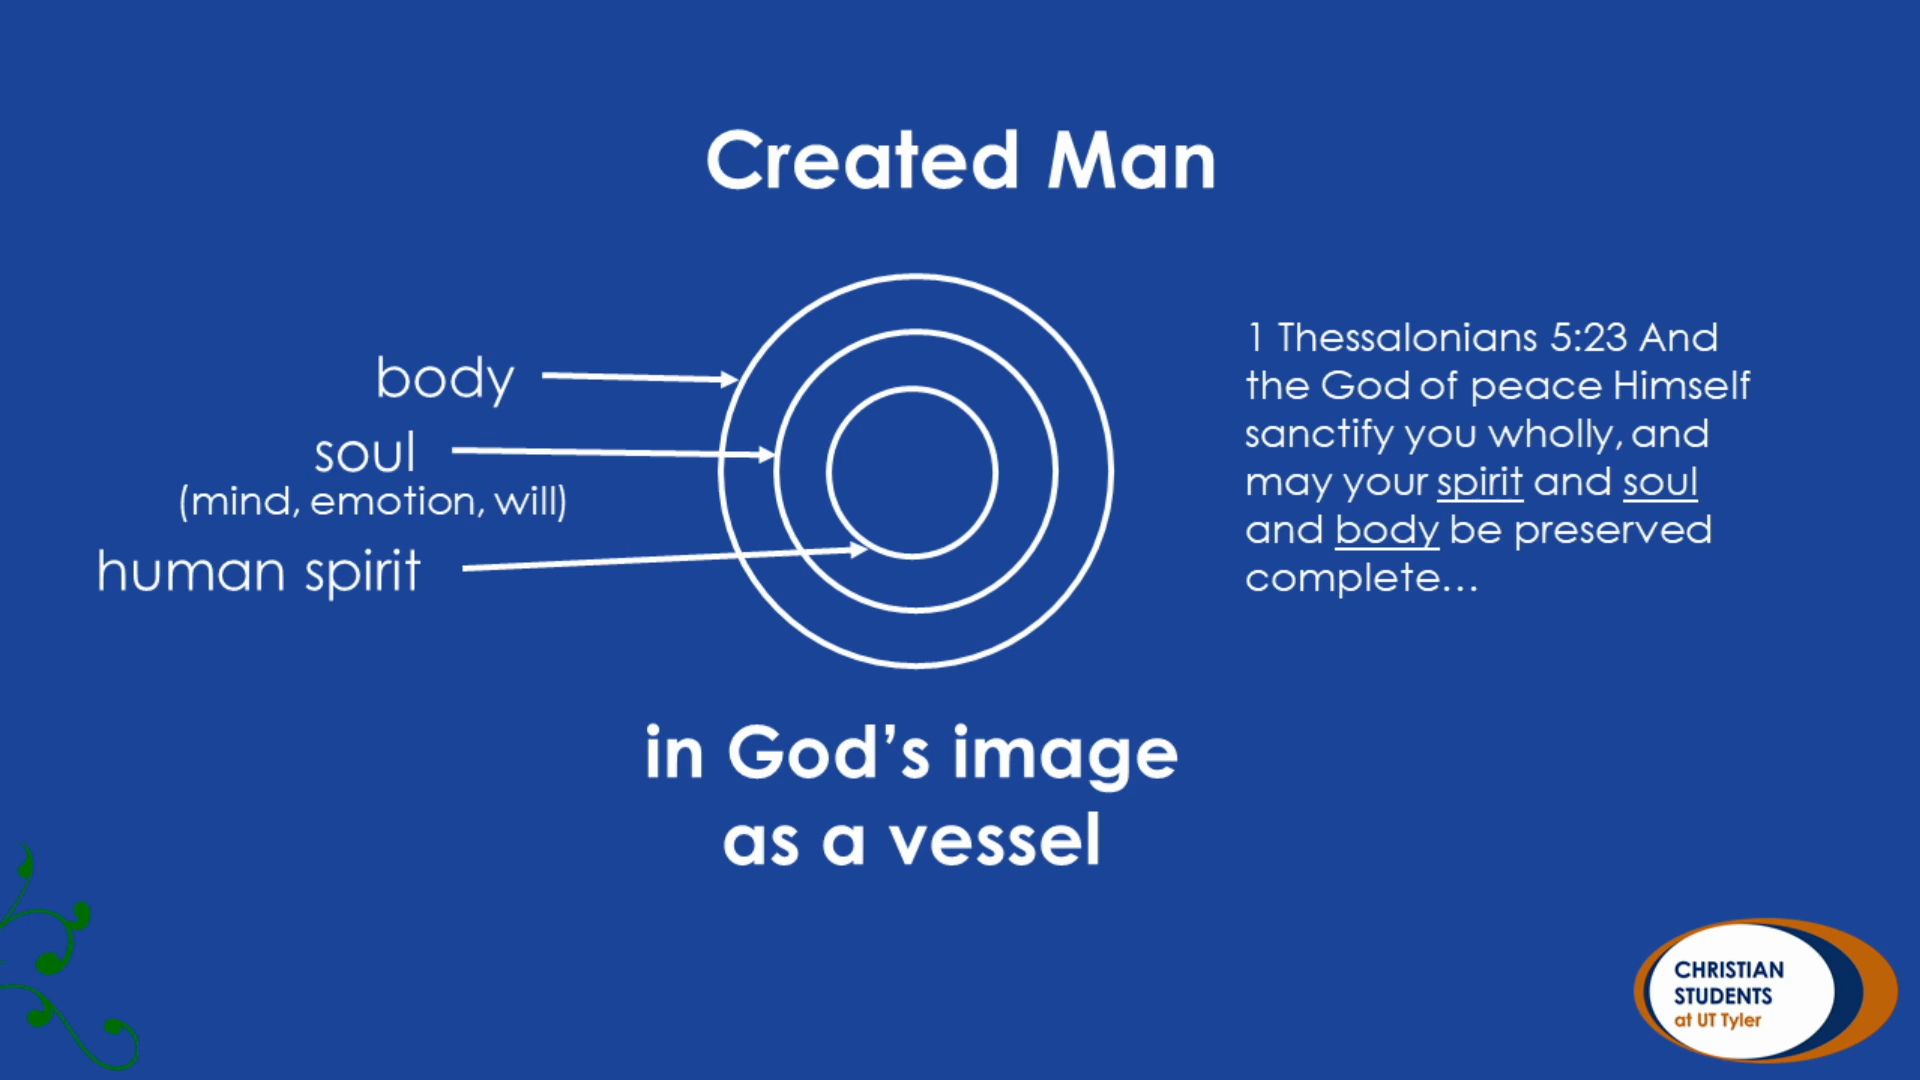 Created Man
body
soul
(mind, emotion, will)
human spirit
1 Thessalonians 5:23 And
the God of peace Himself
sanctify you wholly, and
may your spirit and soul
and body be preserved
complete…
in God’s image
as a vessel
CHRISTIAN
STUDENTS
at UT Tyler